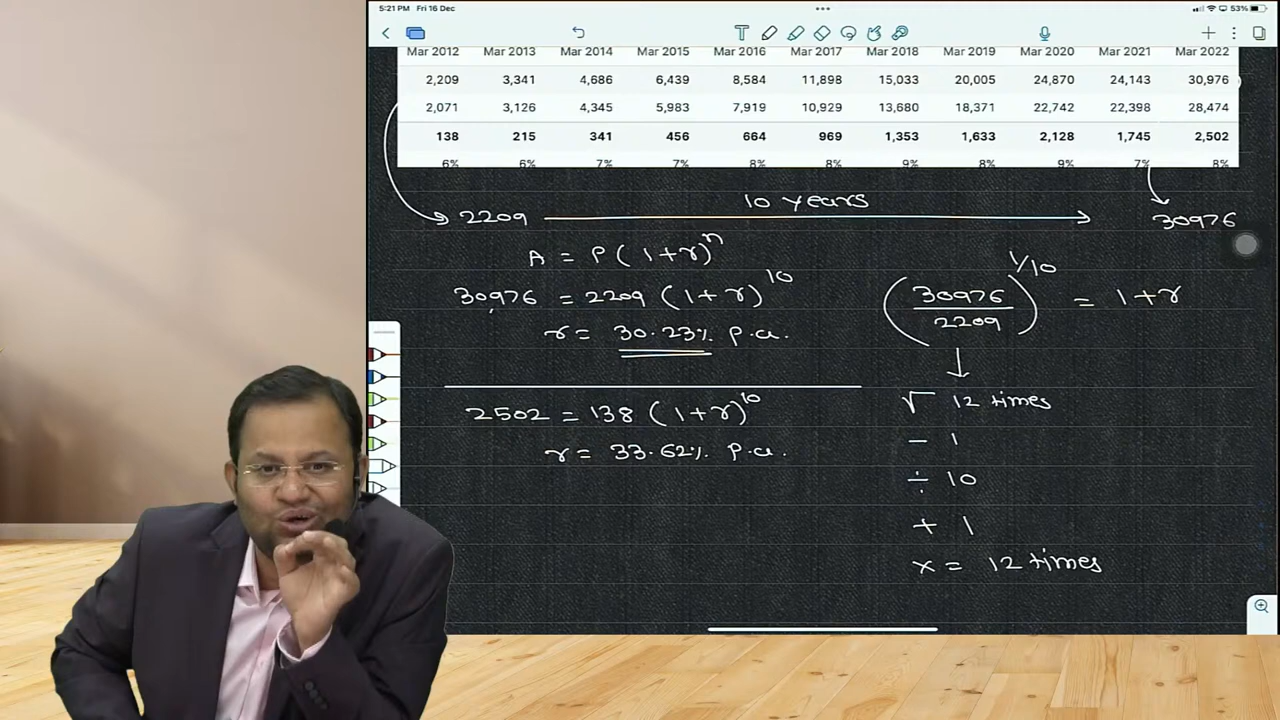 5:21 PM Fri 16 Dec
53%
T
Mar 2012 Mar 2013 Mar 2014 Mar 2015 Mar 2016 Mar 2017 Mar 2018 Mar 2019 Mar 2020 Mar 2021 Mar 2022
2,209 3,341 4,686 6,439 8,584 11,898 15,033 20,005 24,870 24,143 30,976
2,071 3,126 4,345 5,983 7,919 10,929 13,680 18,371 22,742 22,398 28,474
138 215 341 456 664 969 1,353 1,633 2,128 1,745 2,502
6% 6% 7% 7% 8% 8% 9% 8% 9% 7% 8%
2209 10 years 30976
A = P (1+r)^n
30976 = 2209 (1+r)^10
r = 30.23% p.a.
2502 = 138 (1+r)^10
r = 33.62% p.a.
(30976/2209)^1/10 = 1+r
√ 12 times
- 1
÷ 10
+ 1
x = 12 times